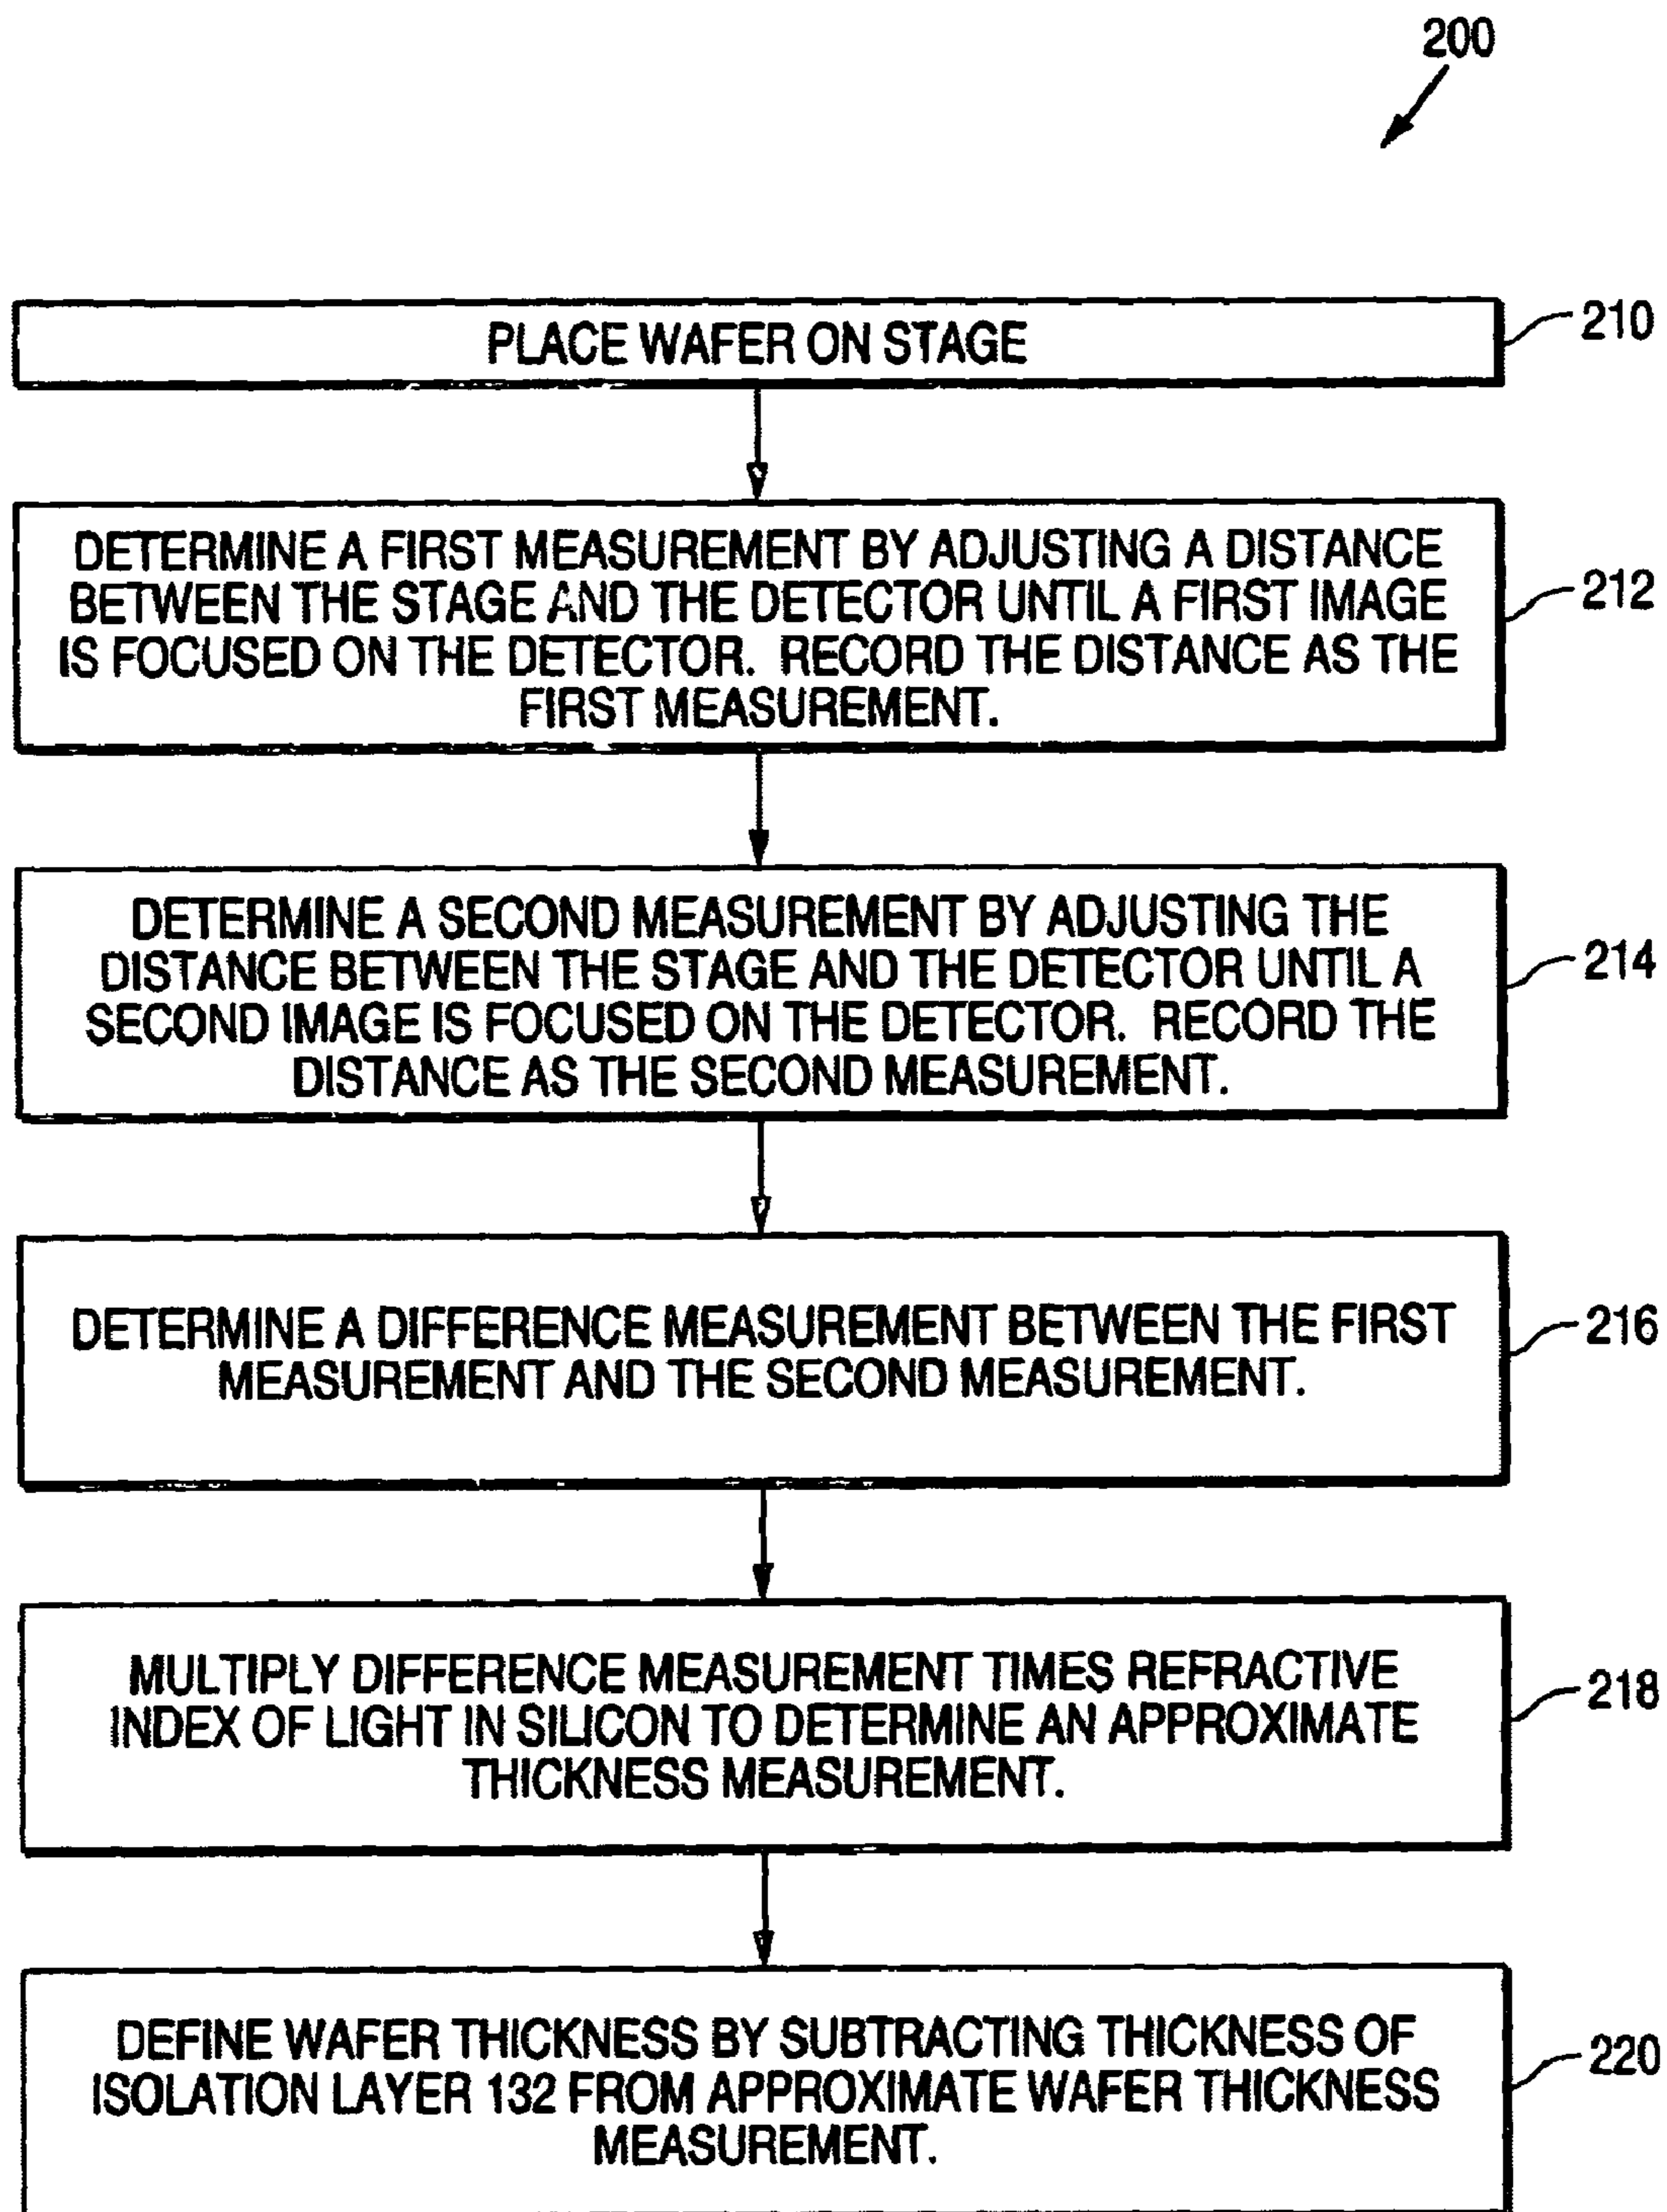 200
PLACE WAFER ON STAGE
210
DETERMINE A FIRST MEASUREMENT BY ADJUSTING A DISTANCE
BETWEEN THE STAGE AND THE DETECTOR UNTIL A FIRST IMAGE
IS FOCUSED ON THE DETECTOR. RECORD THE DISTANCE AS THE
FIRST MEASUREMENT.
212
DETERMINE A SECOND MEASUREMENT BY ADJUSTING THE
DISTANCE BETWEEN THE STAGE AND THE DETECTOR UNTIL A
SECOND IMAGE IS FOCUSED ON THE DETECTOR. RECORD THE
DISTANCE AS THE SECOND MEASUREMENT.
214
DETERMINE A DIFFERENCE MEASUREMENT BETWEEN THE FIRST
MEASUREMENT AND THE SECOND MEASUREMENT.
216
MULTIPLY DIFFERENCE MEASUREMENT TIMES REFRACTIVE
INDEX OF LIGHT IN SILICON TO DETERMINE AN APPROXIMATE
THICKNESS MEASUREMENT.
218
DEFINE WAFER THICKNESS BY SUBTRACTING THICKNESS OF
ISOLATION LAYER 132 FROM APPROXIMATE WAFER THICKNESS
MEASUREMENT.
220